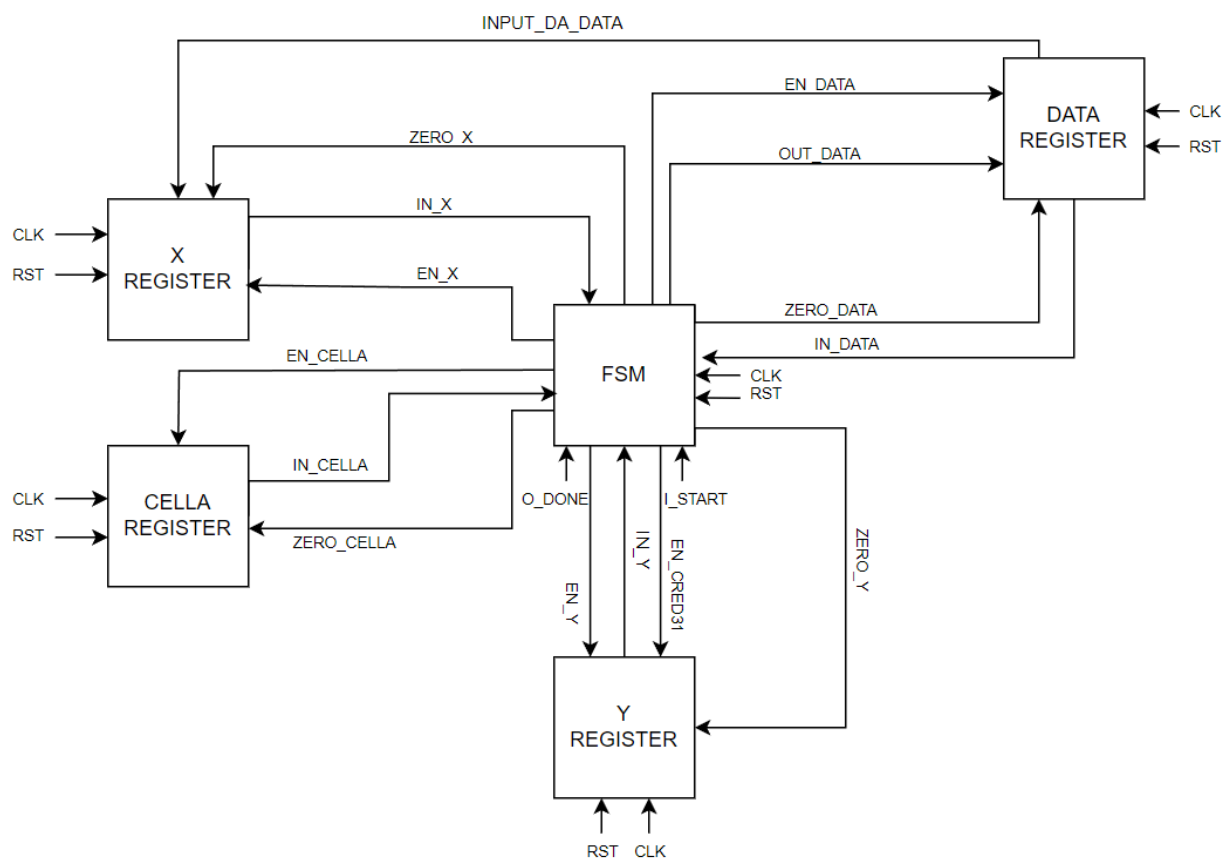 INPUT_DA_DATA
EN_DATA
DATA
REGISTER
CLK
RST
ZERO_X
OUT_DATA
IN_X
CLK
RST
X
REGISTER
EN_X
ZERO_DATA
IN_DATA
EN_CELLA
FSM
CLK
RST
IN_CELLA
O_DONE
I_START
CLK
RST
CELLA
REGISTER
ZERO_CELLA
EN_Y
IN_Y
EN_CRED31
ZERO_Y
Y
REGISTER
RST
CLK